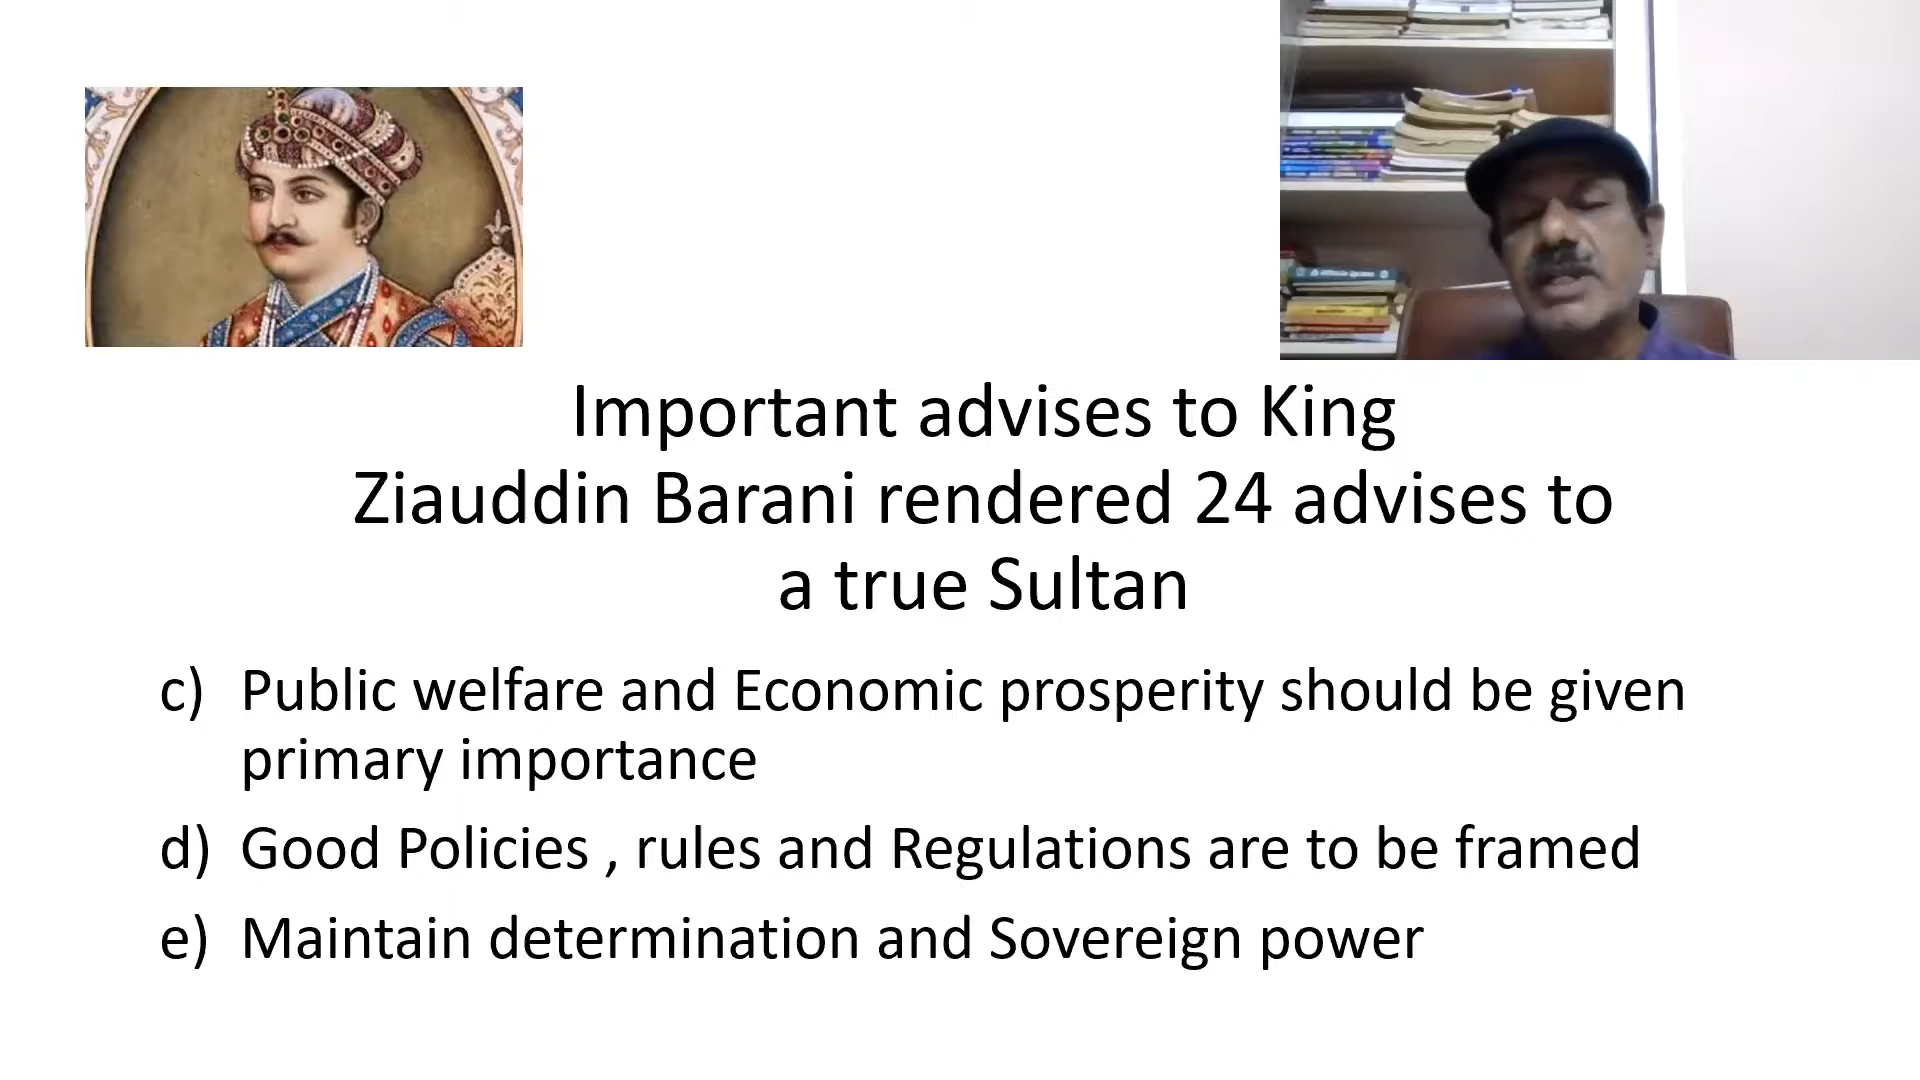 Important advises to King
Ziauddin Barani rendered 24 advises to
a true Sultan
c) Public welfare and Economic prosperity should be given
primary importance
d) Good Policies , rules and Regulations are to be framed
e) Maintain determination and Sovereign power